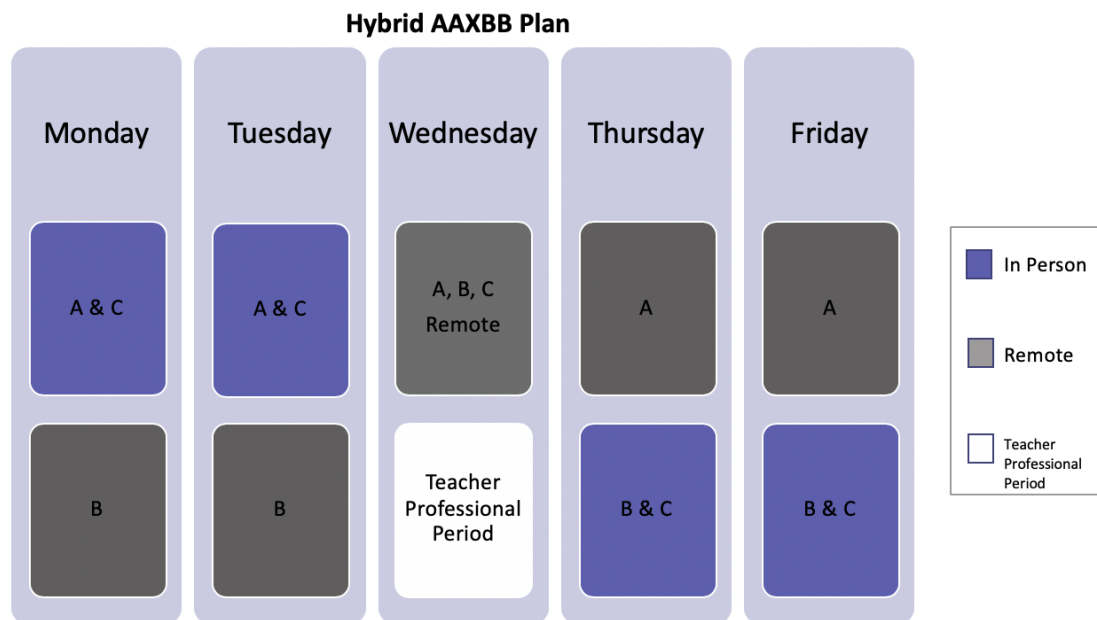 Hybrid AAXBB Plan
Monday
Tuesday
Wednesday
Thursday
Friday
A & C
A & C
A, B, C
Remote
A
A
B
B
Teacher
Professional
Period
B & C
B & C
In Person
Remote
Teacher
Professional
Period